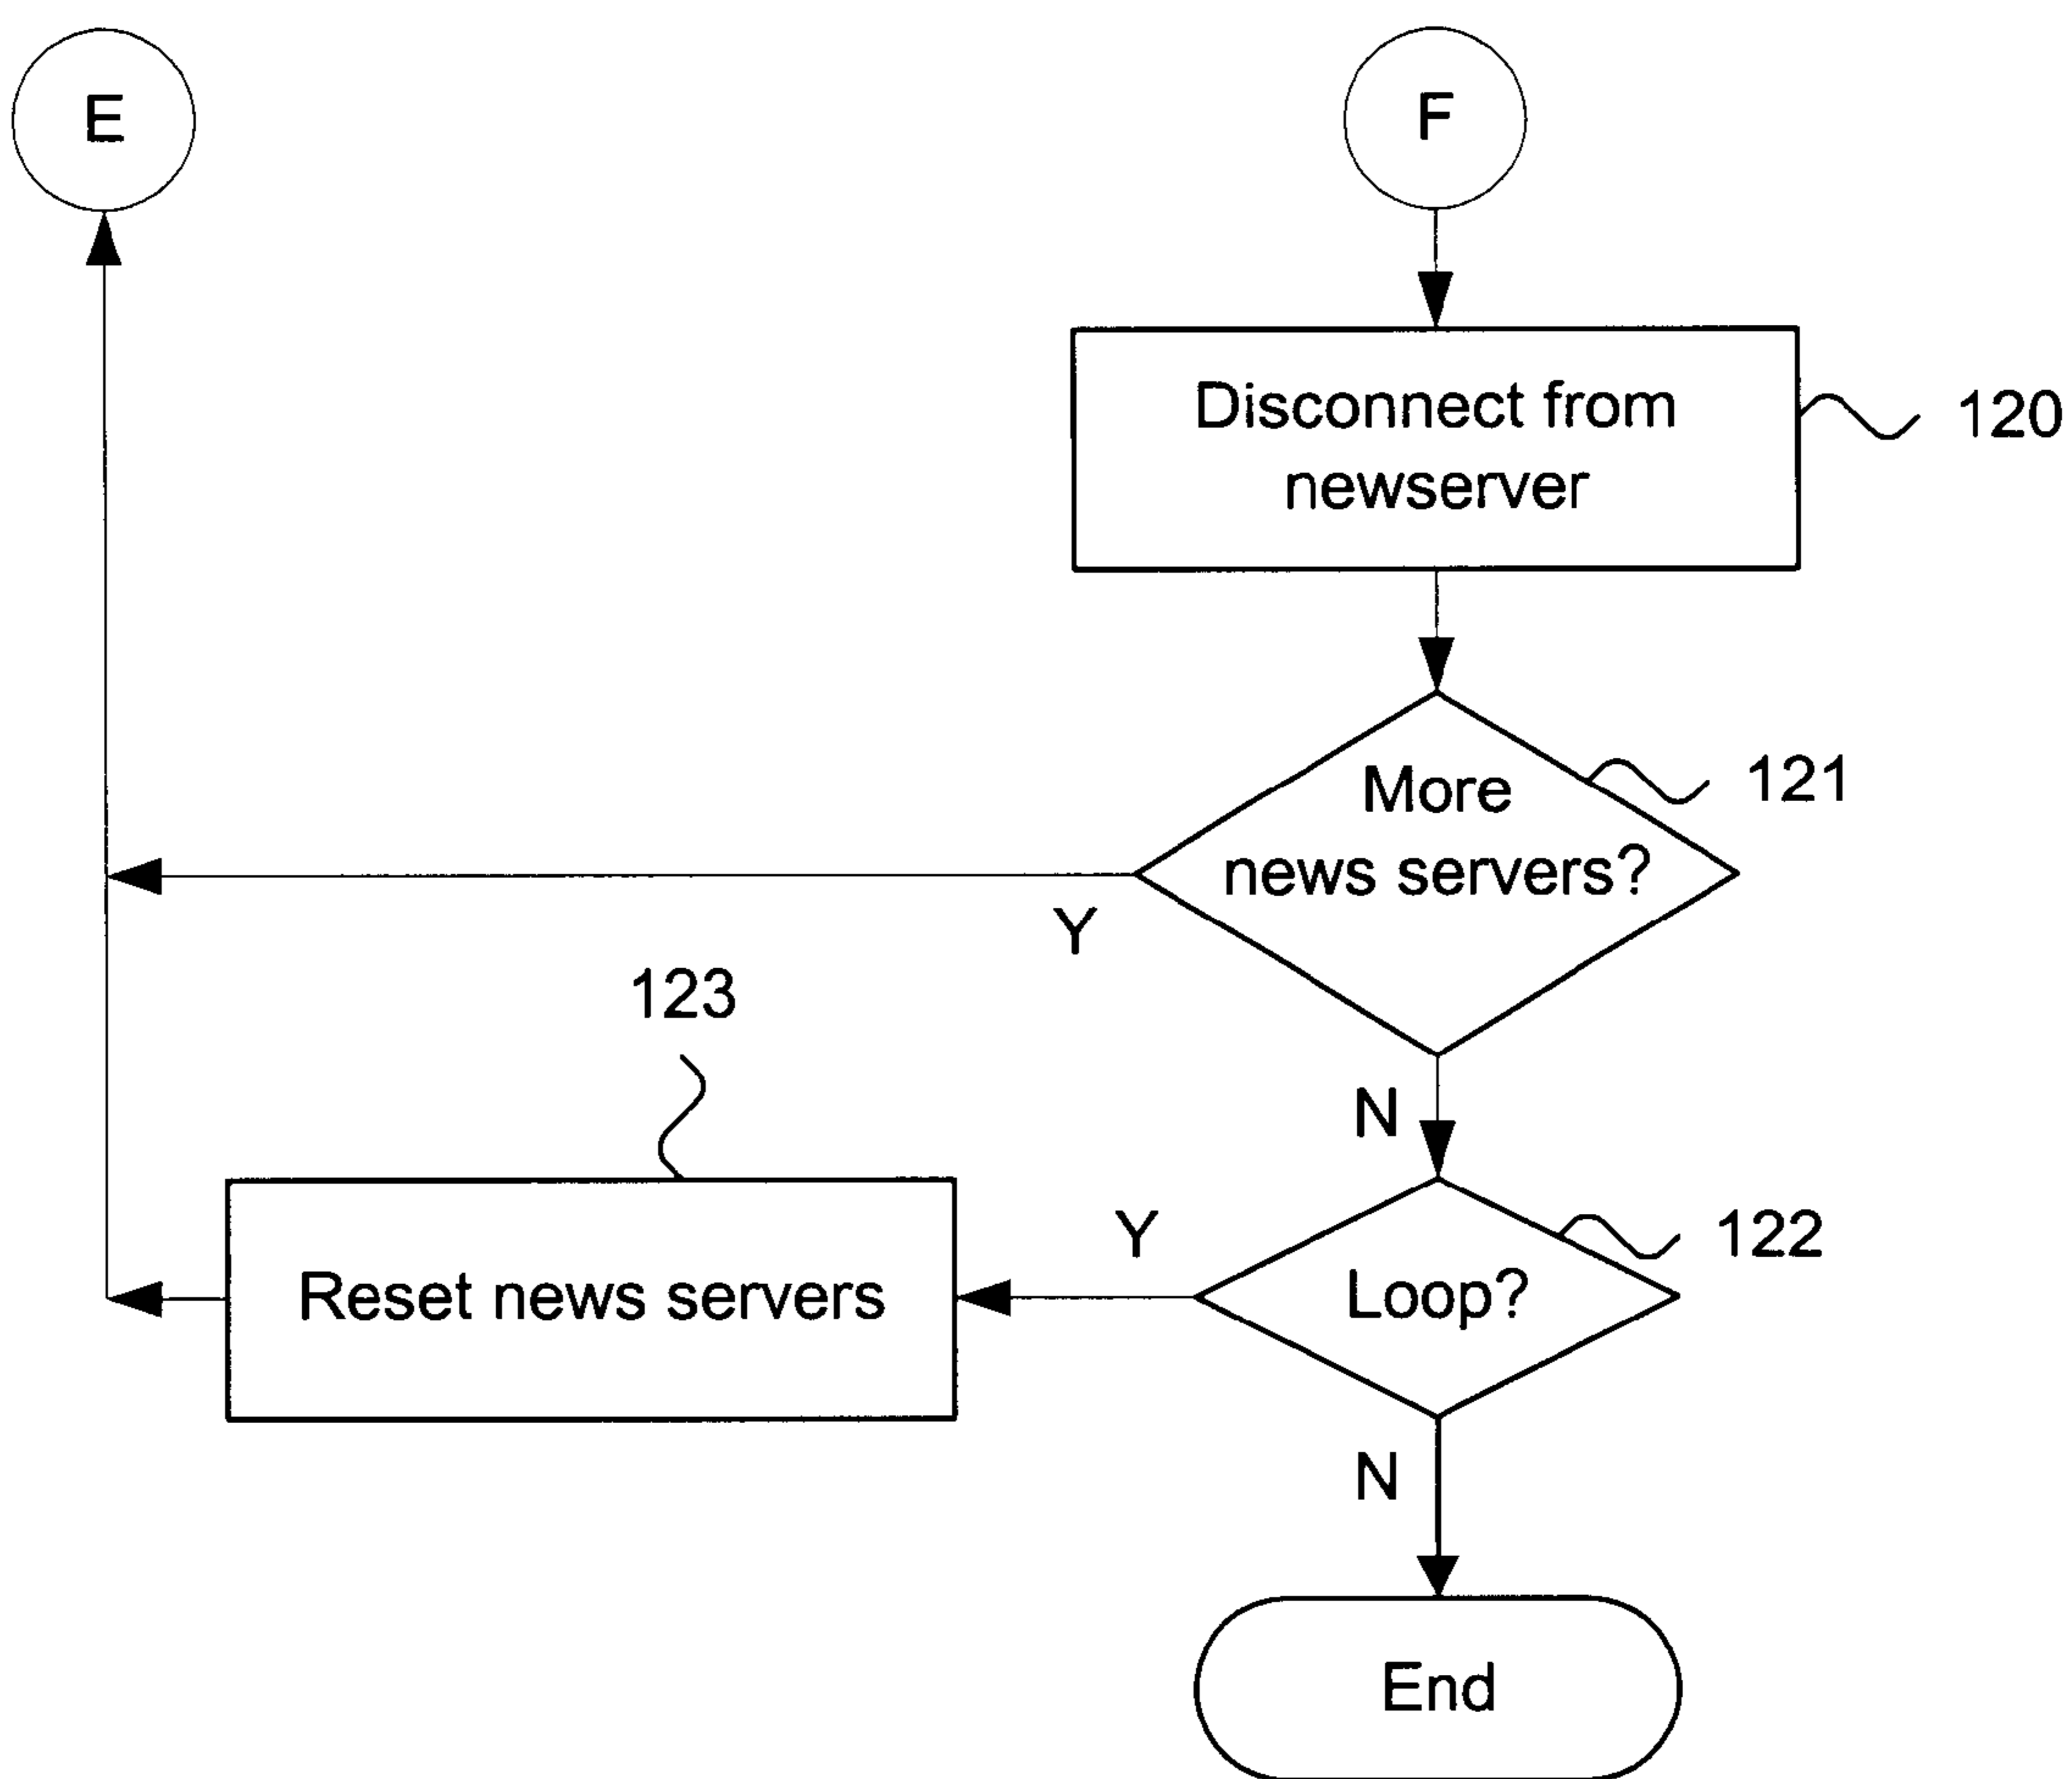 E
F
Disconnect from
newserver
120
More
news servers?
121
Y
123
N
Reset news servers
Y
Loop?
122
N
End